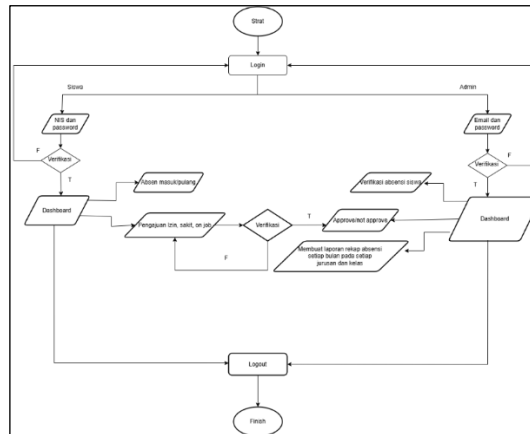 Strat
Login
Siswa
Admin
NIS dan
password
Email dan
password
F
Verifikasi
T
Verifikasi
F
T
Absen masuk/pulang
Verifikasi absensi siswa
Dashboard
Pengajuan Izin, sakit, on job
Verifikasi
T
Approve/not approve
Dashboard
F
Membuat laporan rekap absensi
setiap bulan pada setiap
jurusan dan kelas
Logout
Finish